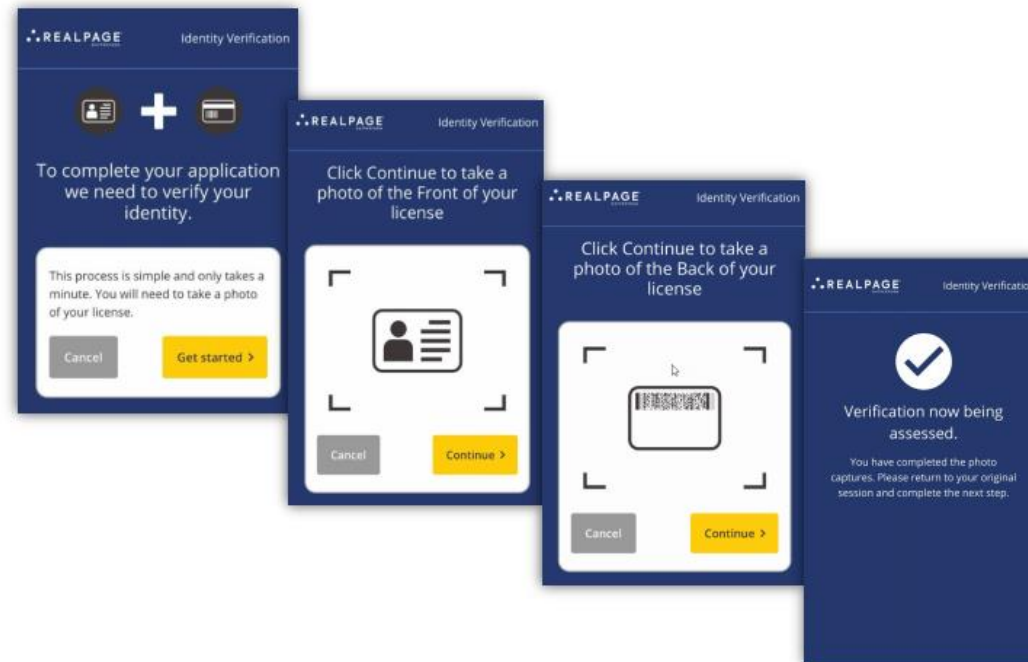 REALPAGE Identity Verification
To complete your application
we need to verify your
identity.
This process is simple and only takes a
minute. You will need to take a photo
of your license.
Cancel Get started >
REALPAGE Identity Verification
Click Continue to take a
photo of the Front of your
license
Cancel Continue >
REALPAGE Identity Verification
Click Continue to take a
photo of the Back of your
license
Cancel Continue >
REALPAGE Identity Verificatio
Verification now being
assessed.
You have completed the photo
captures. Please return to your original
session and complete the next step.